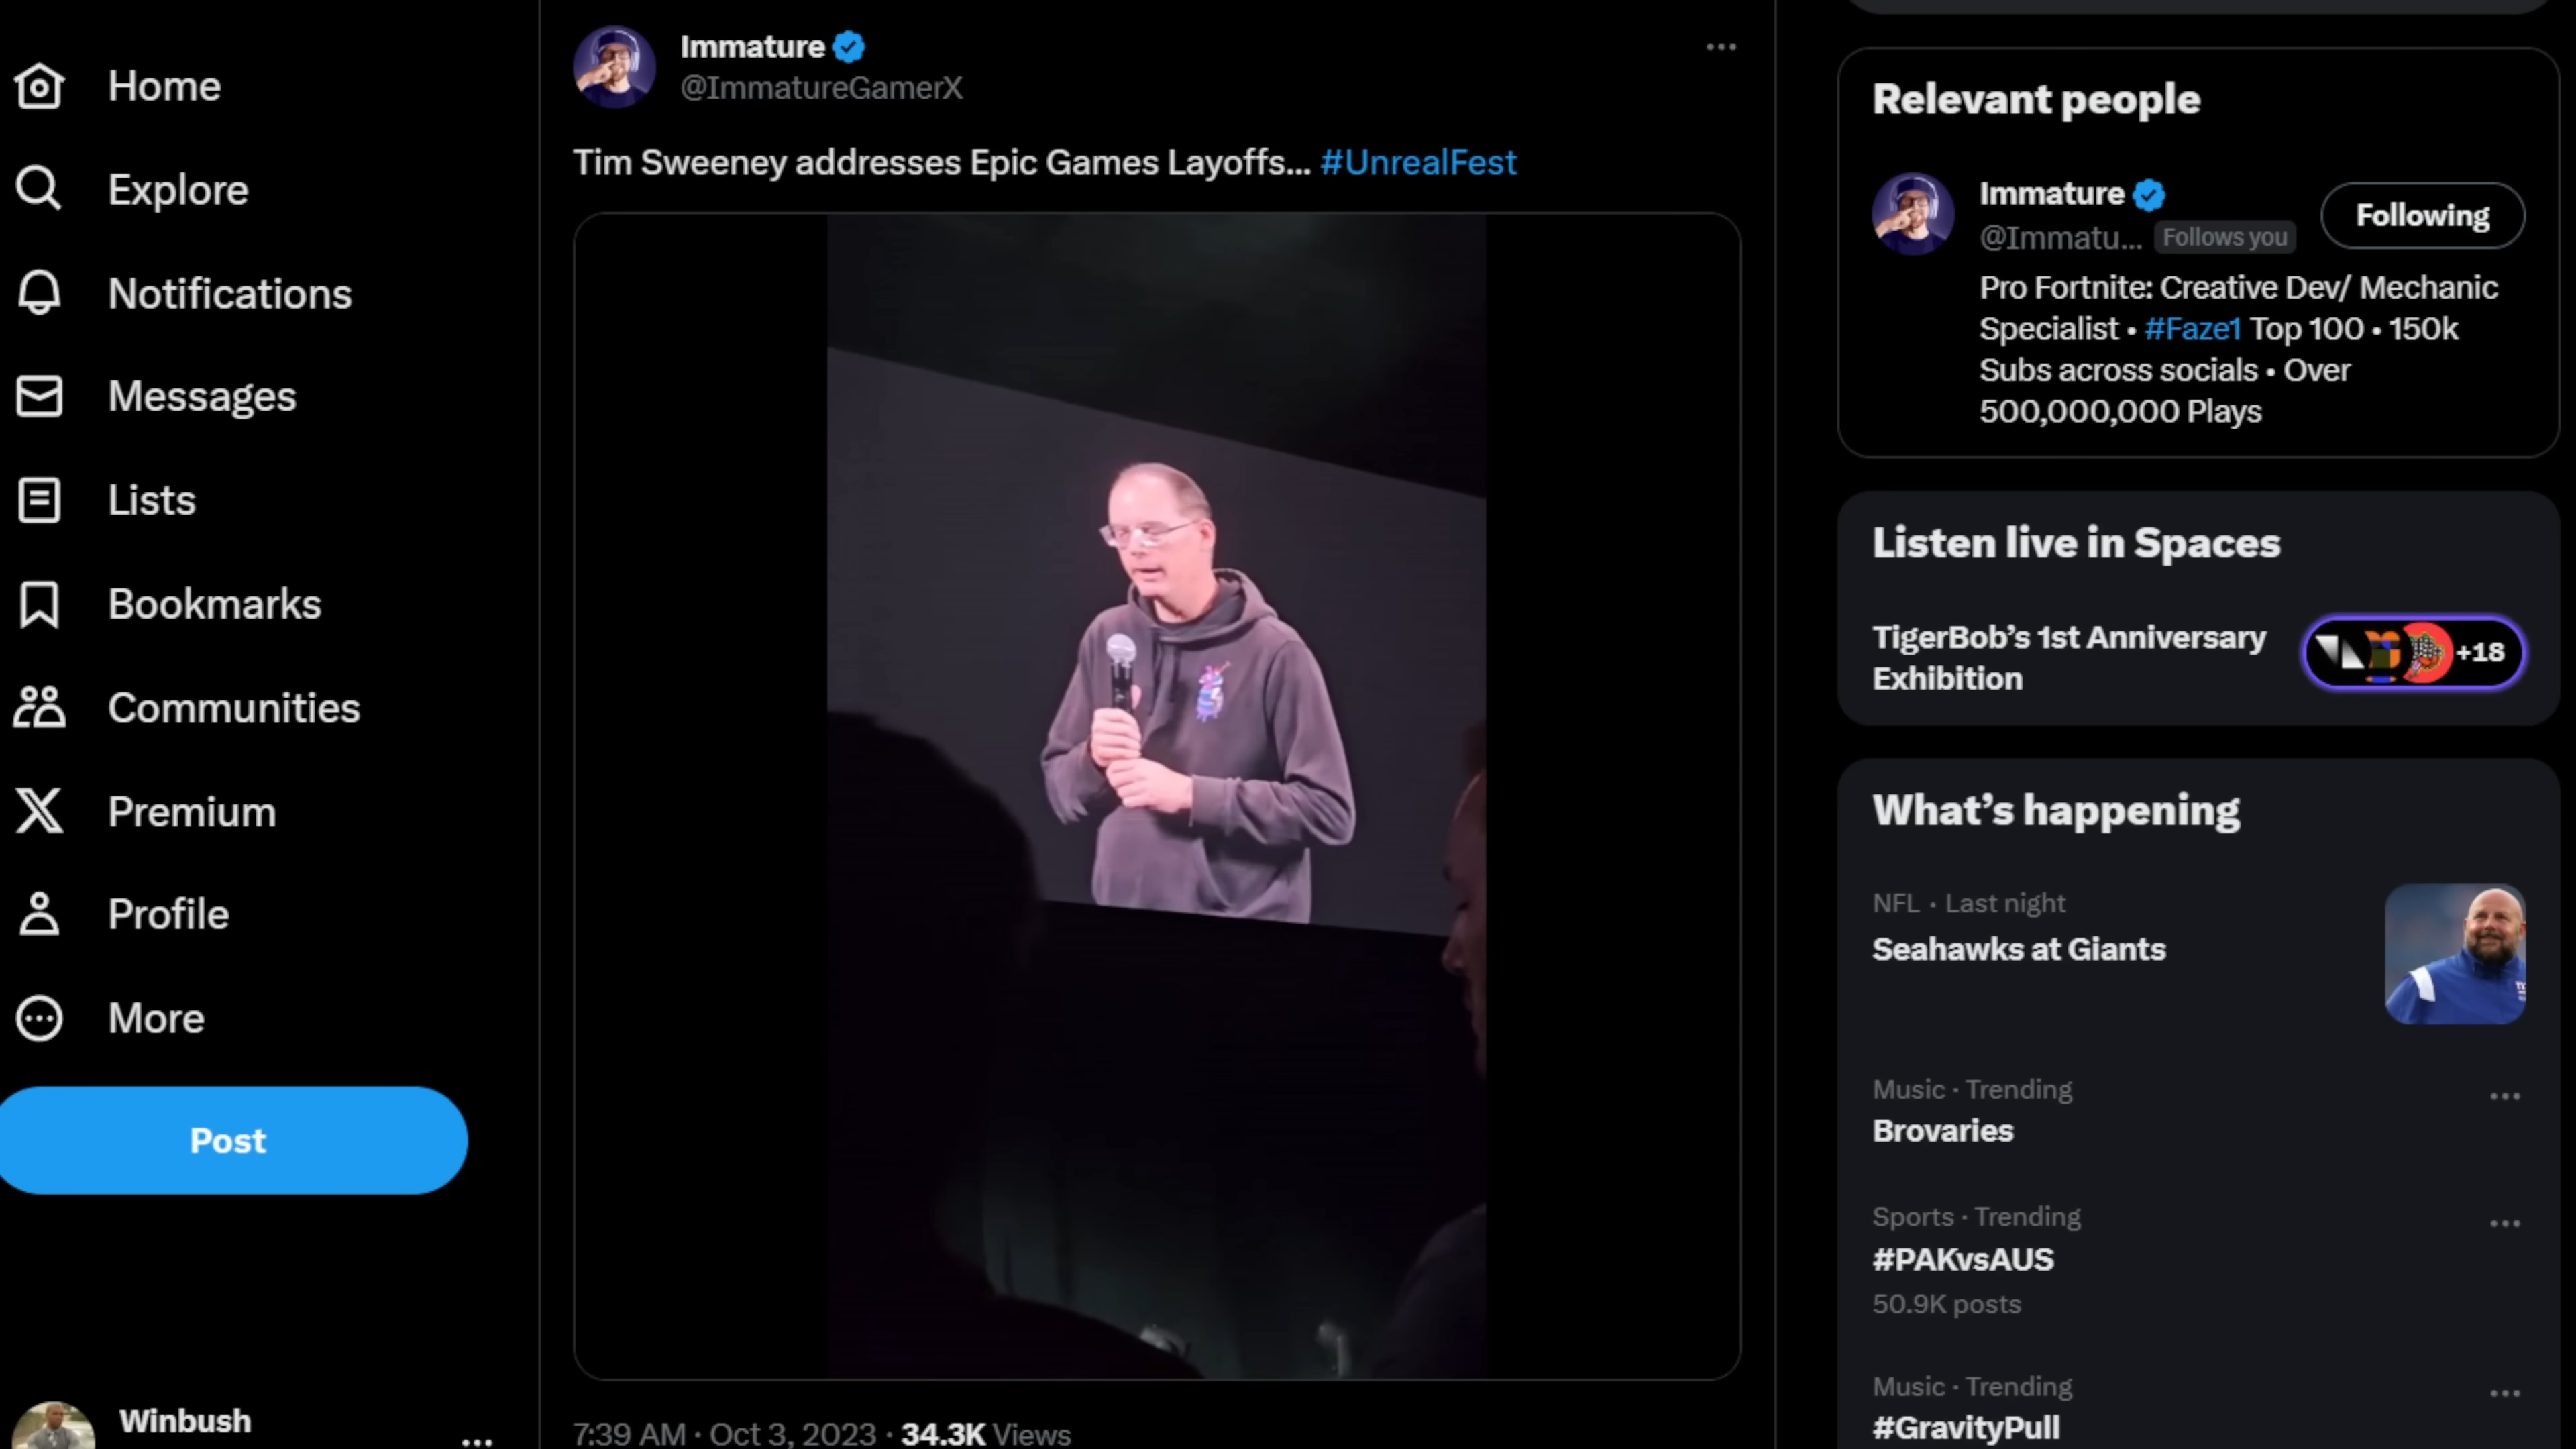 Home
Explore
Notifications
Messages
Lists
Bookmarks
Communities
Premium
Profile
More
Post
Winbush
Immature
@ImmatureGamerX
Tim Sweeney addresses Epic Games Layoffs... #UnrealFest
7:39 AM · Oct 3, 2023 · 34.3K Views
Relevant people
Immature
@Immatu... Follows you
Following
Pro Fortnite: Creative Dev/ Mechanic
Specialist • #Faze1 Top 100 • 150k
Subs across socials • Over
500,000,000 Plays
Listen live in Spaces
TigerBob’s 1st Anniversary
Exhibition
+18
What’s happening
NFL · Last night
Seahawks at Giants
Music · Trending
Brovaries
Sports · Trending
#PAKvsAUS
50.9K posts
Music · Trending
#GravityPull